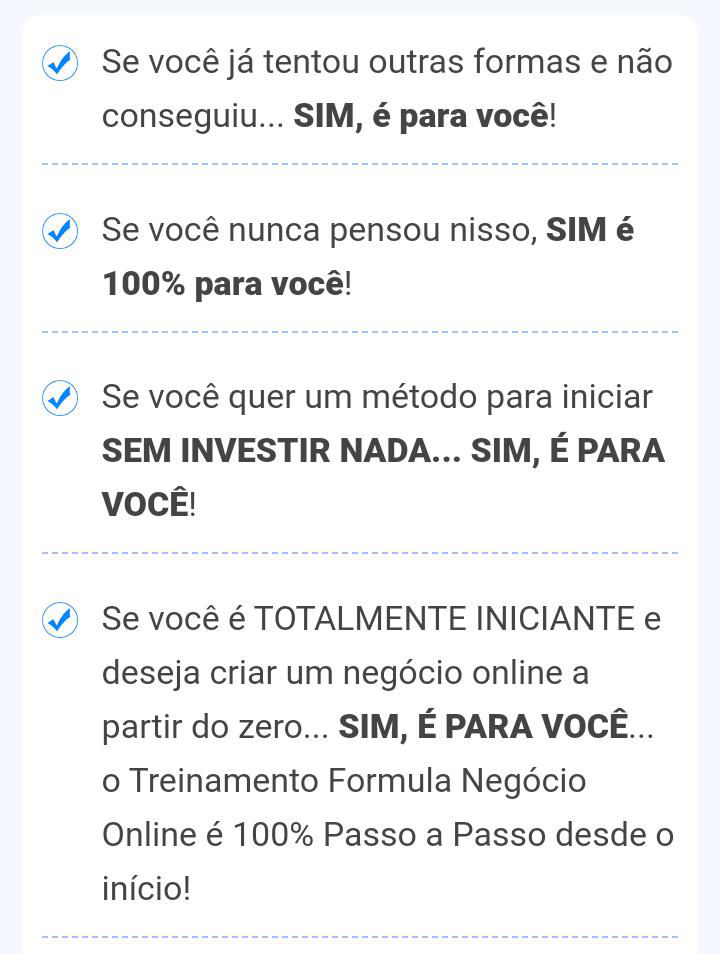 Se você já tentou outras formas e não
conseguiu... SIM, é para você!
Se você nunca pensou nisso, SIM é
100% para você!
Se você quer um método para iniciar
SEM INVESTIR NADA... SIM, É PARA
VOCÊ!
Se você é TOTALMENTE INICIANTE e
deseja criar um negócio online a
partir do zero... SIM, É PARA VOCÊ...
o Treinamento Formula Negócio
Online é 100% Passo a Passo desde o
início!